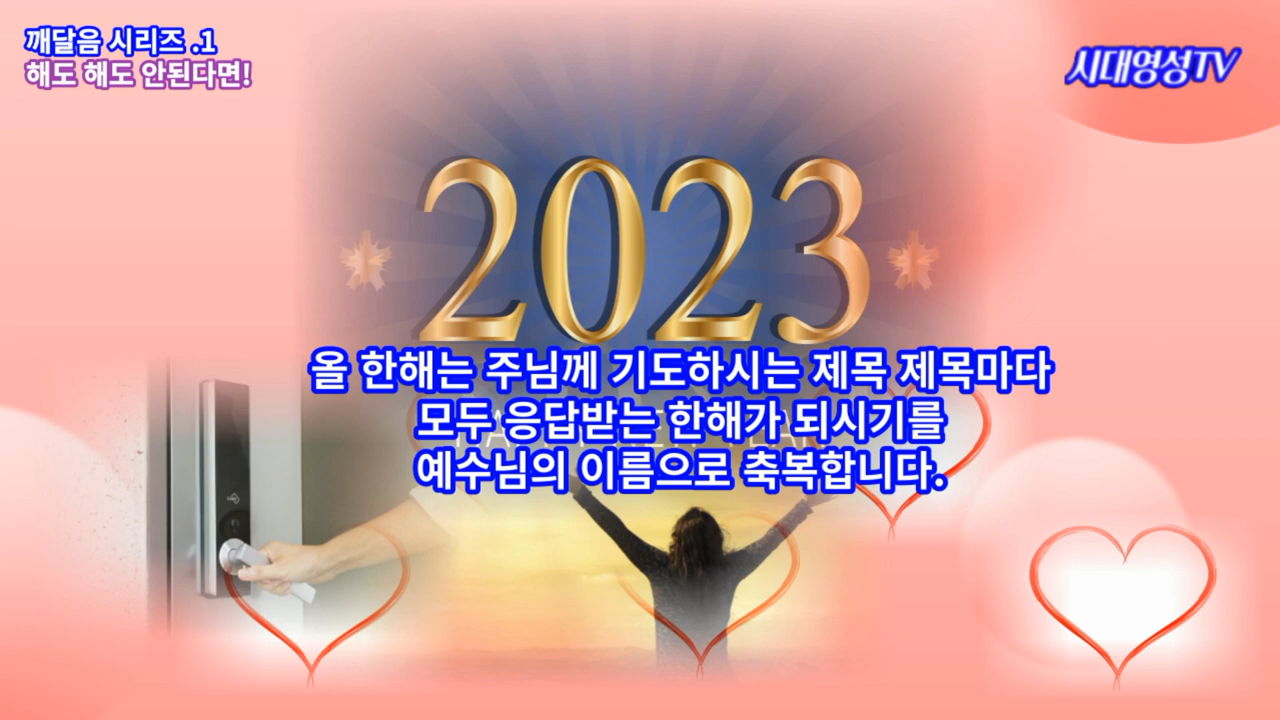 깨달음 시리즈 .1
해도 해도 안된다면!
시대영성TV
2023
올 한해는 주님께 기도하시는 제목 제목마다
모두 응답받는 한해가 되시기를
예수님의 이름으로 축복합니다.